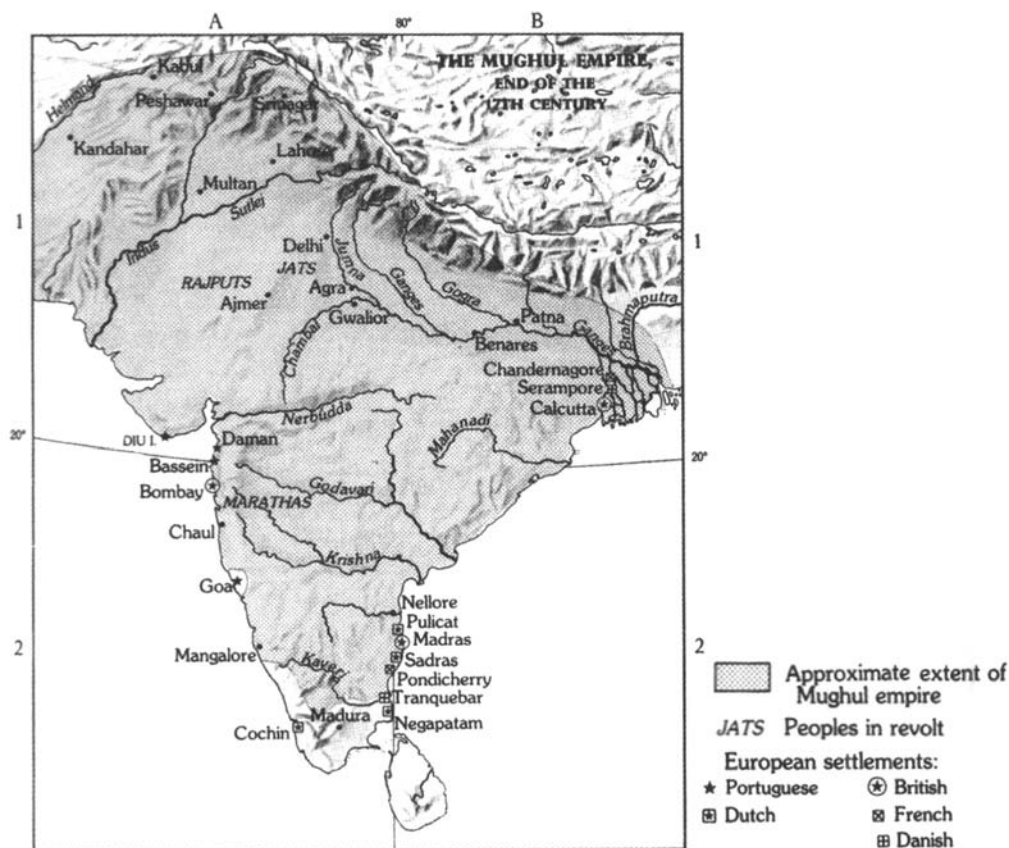 A
80°
B
THE MUGHUL EMPIRE,
END OF THE
17TH CENTURY
Helmand
Kabul
Peshawar
Srinagar
Kandahar
Lahore
Multan
Sutlej
1
1
Indus
Delhi
Jumna
RAJPUTS
JATS
Ajmer
Agra
Ganges
Gogra
Gwalior
Chambal
Patna
Benares
Ganges
Brahmaputra
Chandernagore
Serampore
Calcutta
Nerbudda
Mahanadi
20°
DIU I.
Daman
20°
Bassein
Bombay
Godavari
MARATHAS
Chaul
Krishna
Goa
Nellore
Pulicat
Madras
2
Mangalore
Sadras
2
Kaveri
Pondicherry
Tranquebar
Madura
Negapatam
Cochin
Approximate extent of
Mughul empire
JATS Peoples in revolt
European settlements:
Portuguese
British
Dutch
French
Danish